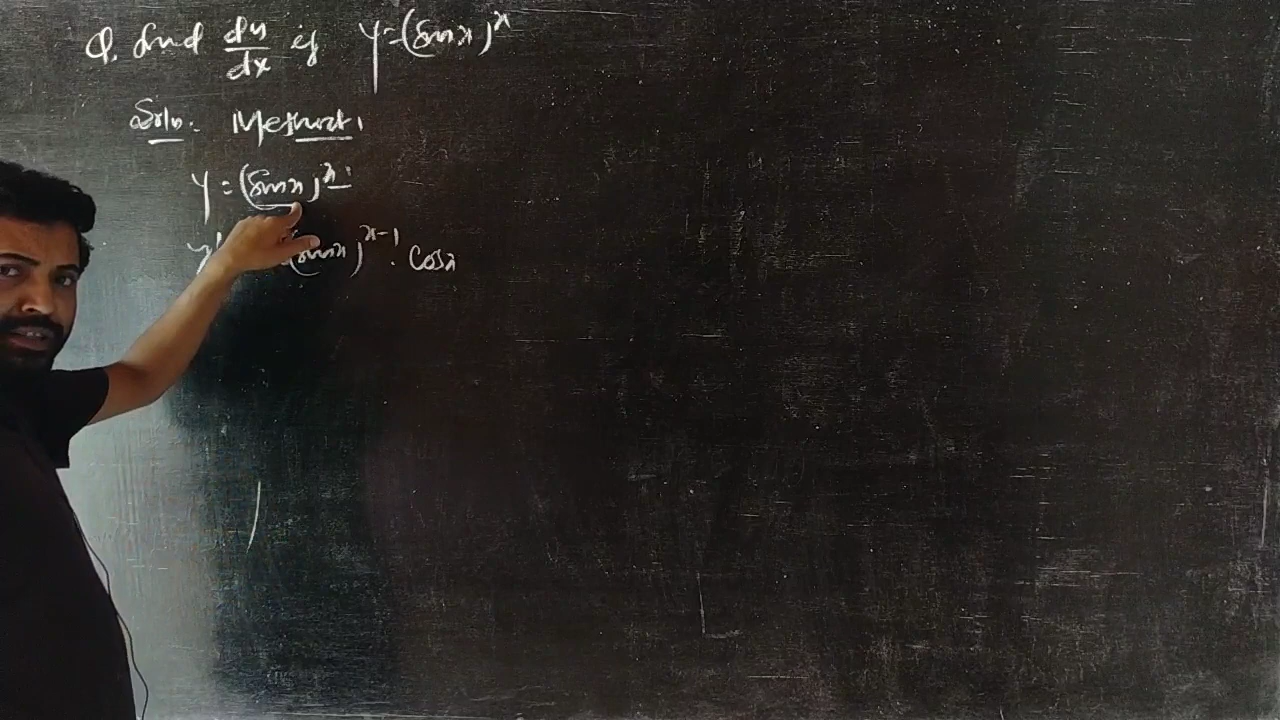 Q. find dy/dx if y = (sinx)^x
Soln. Method 1
y = (sinx)^x
y' (sinx)^x-1 . cosx